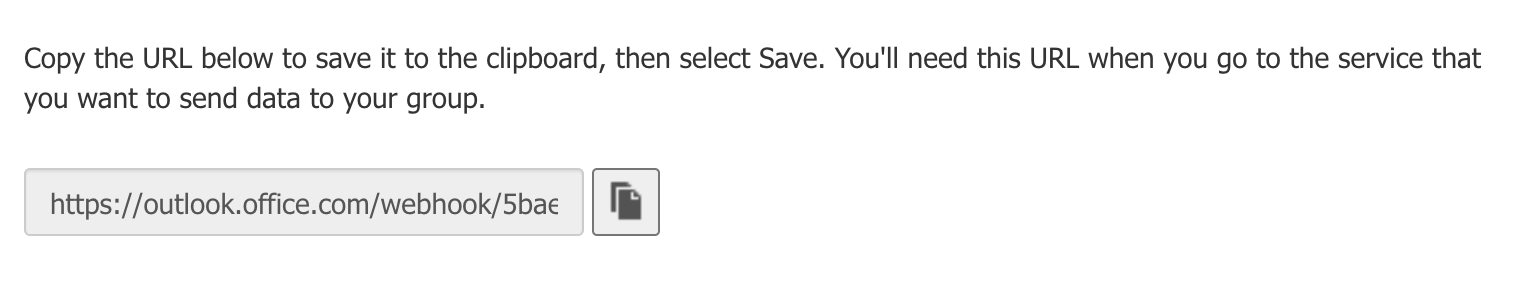 Copy the URL below to save it to the clipboard, then select Save. You'll need this URL when you go to the service that
you want to send data to your group.
https://outlook.office.com/webhook/5bae